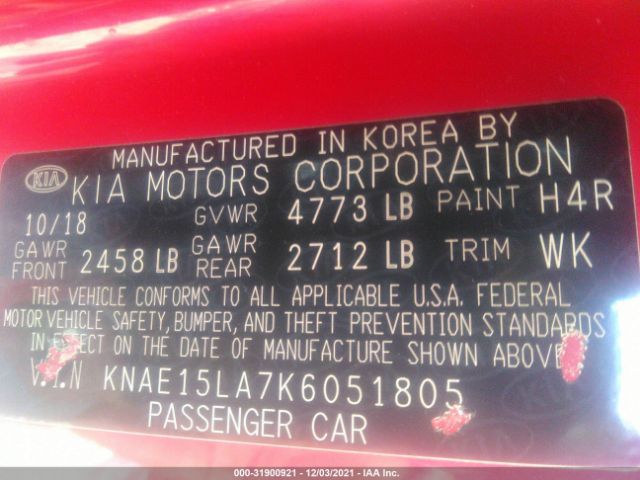 MANUFACTURED IN KOREA BY
KIA KIA MOTORS CORPORATION
10/18 GVWR 4773 LB PAINT H4R
GAWR FRONT 2458 LB GAWR REAR 2712 LB TRIM WK
THIS VEHICLE CONFORMS TO ALL APPLICABLE U.S.A. FEDERAL
MOTOR VEHICLE SAFETY, BUMPER, AND THEFT PREVENTION STANDARDS
IN EFFECT ON THE DATE OF MANUFACTURE SHOWN ABOVE
V.I.N KNAE15LA7K6051805
PASSENGER CAR
000-31900921 - 12/03/2021 - IAA Inc.